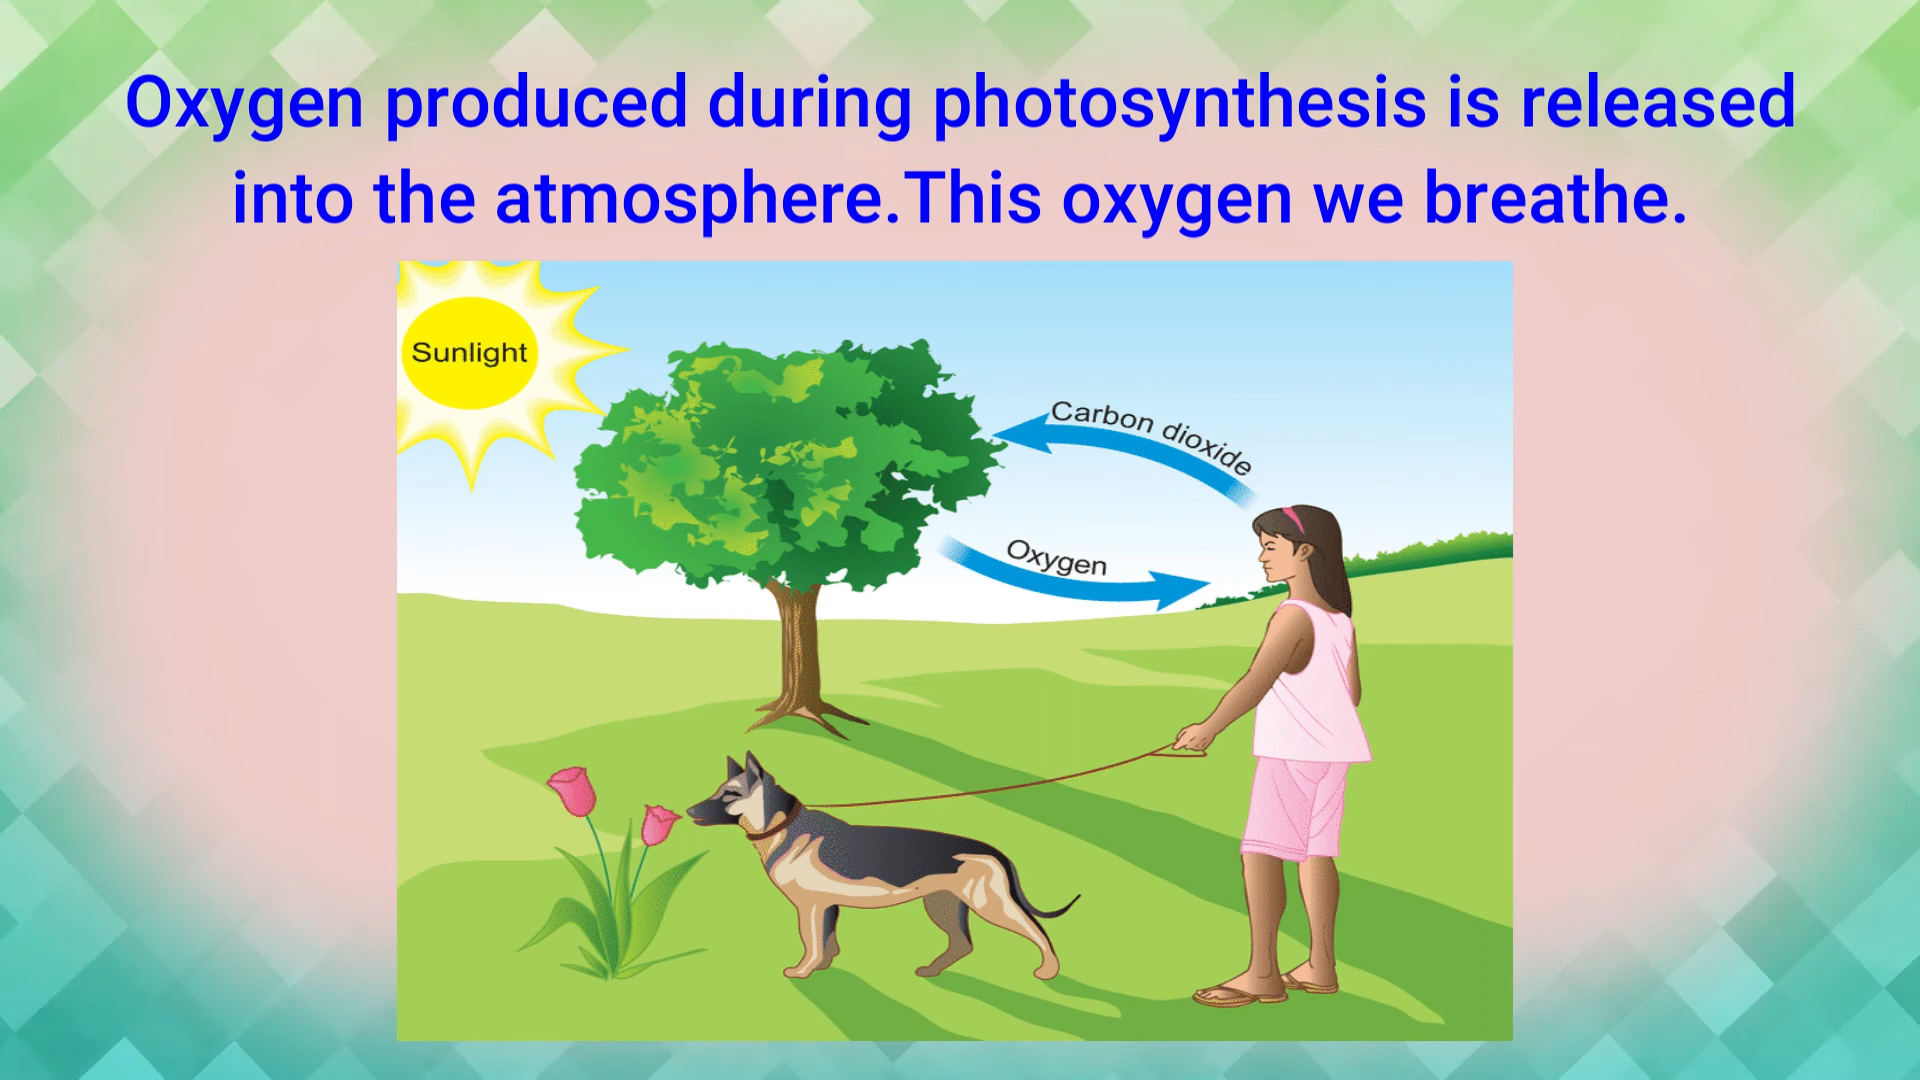 Oxygen produced during photosynthesis is released
into the atmosphere.This oxygen we breathe.
Sunlight
Carbon dioxide
Oxygen